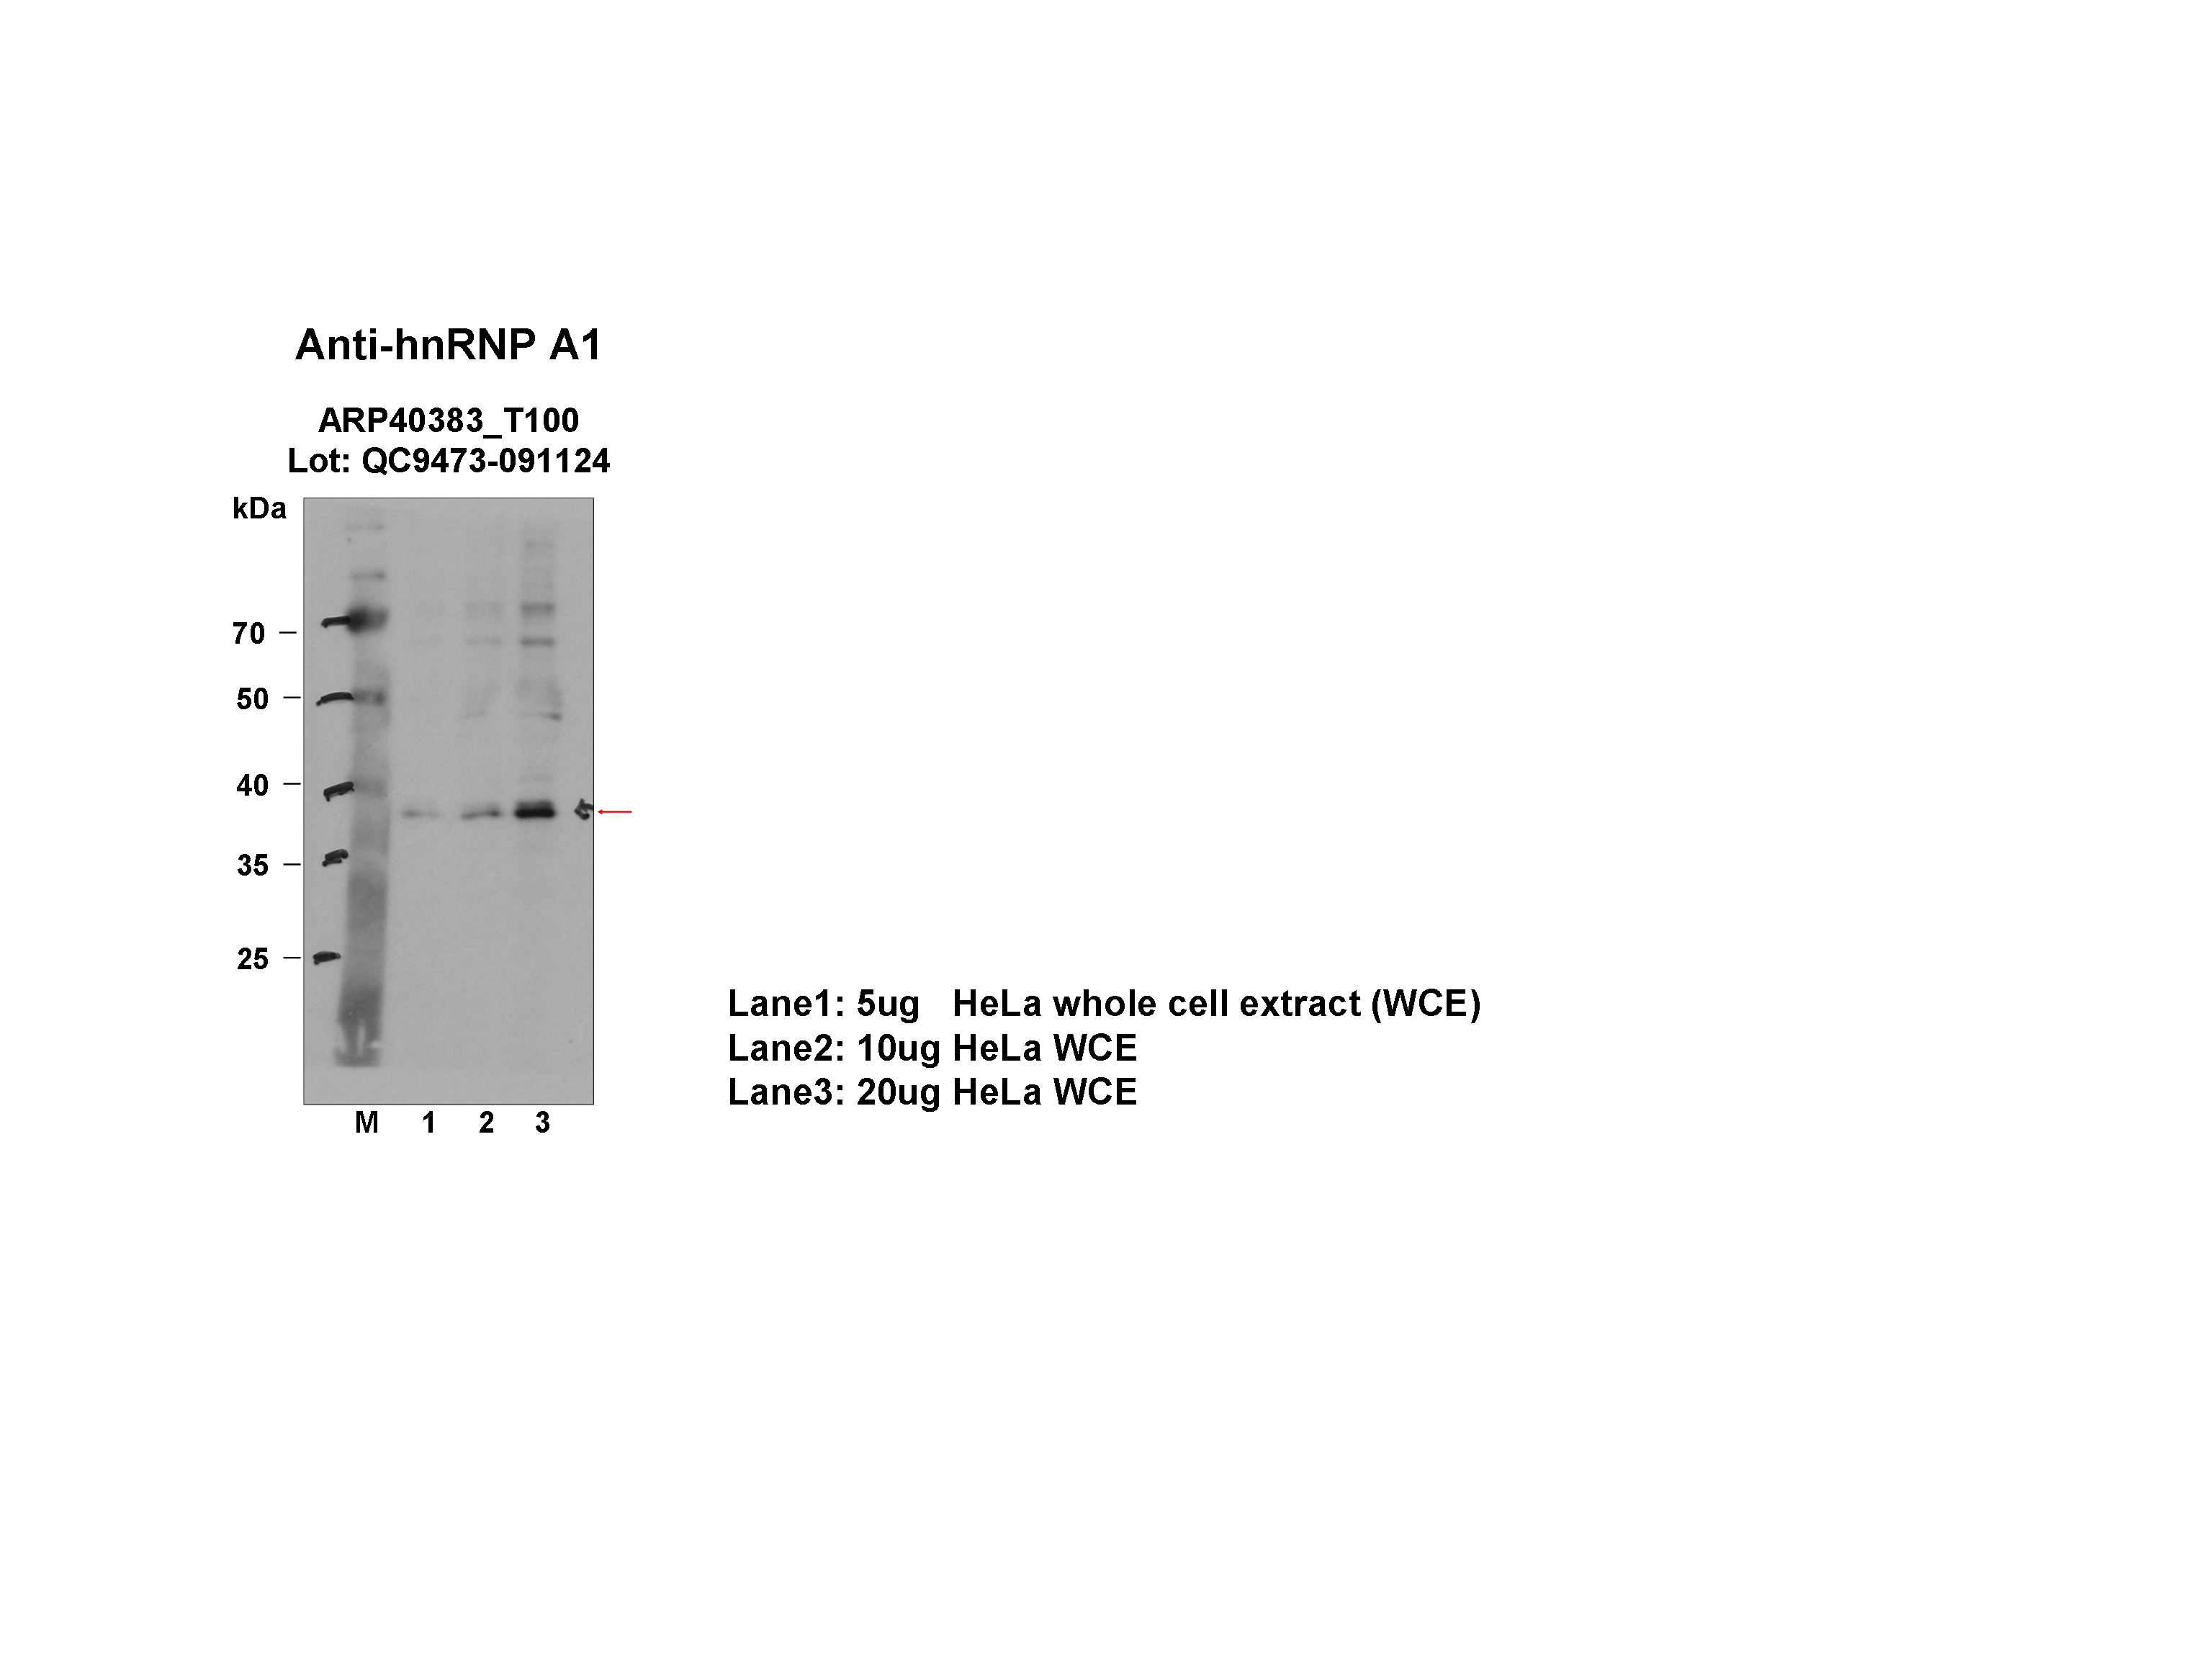 Anti-hnRNP A1
ARP40383_T100
Lot: QC9473-091124
kDa
70
50
40
35
25
M 1 2 3
Lane1: 5ug HeLa whole cell extract (WCE)
Lane2: 10ug HeLa WCE
Lane3: 20ug HeLa WCE